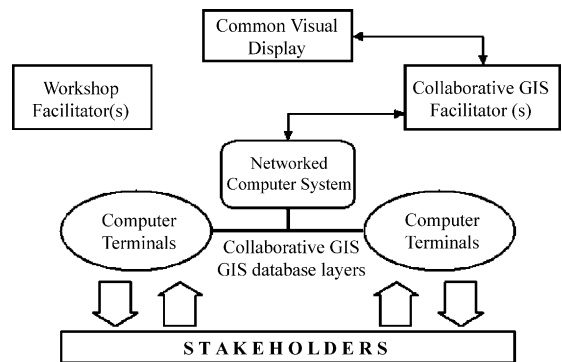 Common Visual
Display
Workshop
Facilitator(s)
Collaborative GIS
Facilitator (s)
Networked
Computer System
Computer
Terminals
Computer
Terminals
Collaborative GIS
GIS database layers
STAKEHOLDERS